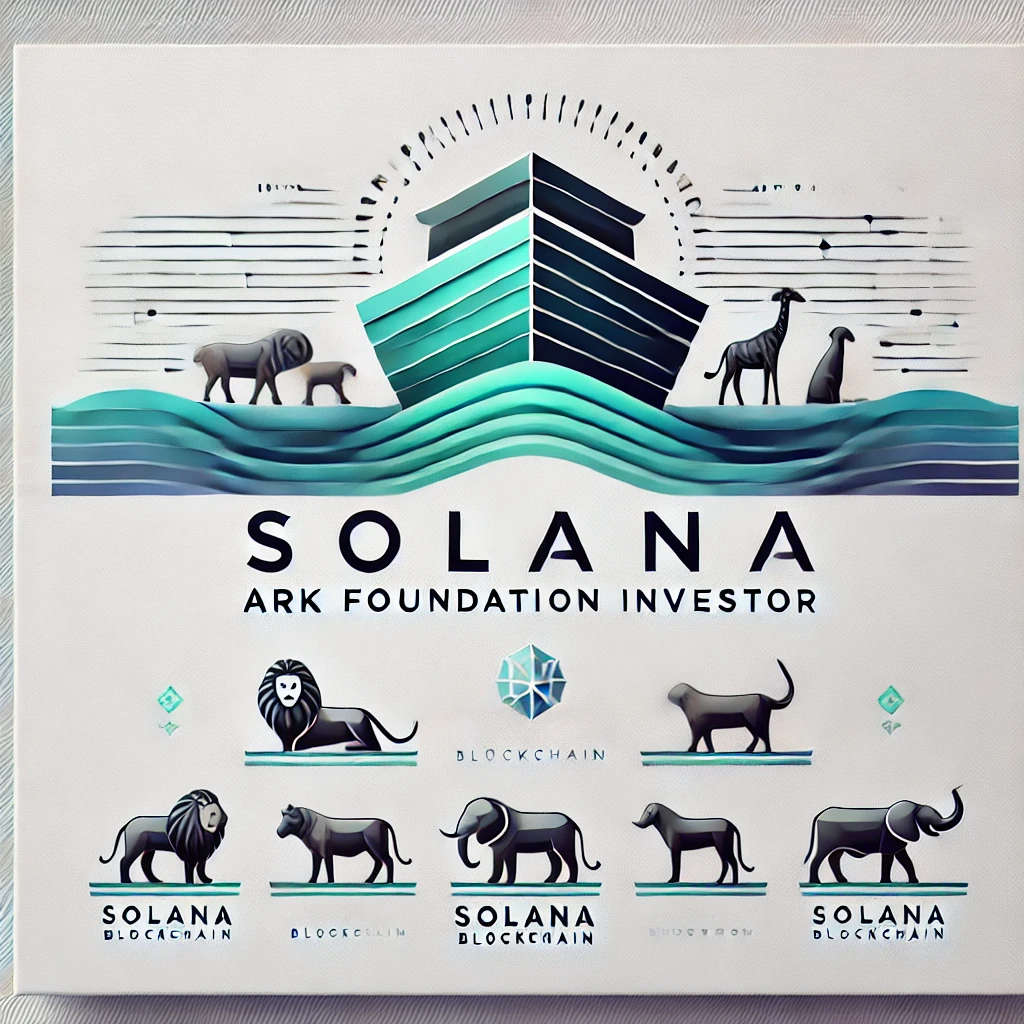 SOLANA
ARK FOUNDATION INVESTOR
BLOCKCHAIN
SOLANA
BLOCKCHAIN
SOLANA
BLOCKCHAIN
SOLANA
BLOCKCHAIN